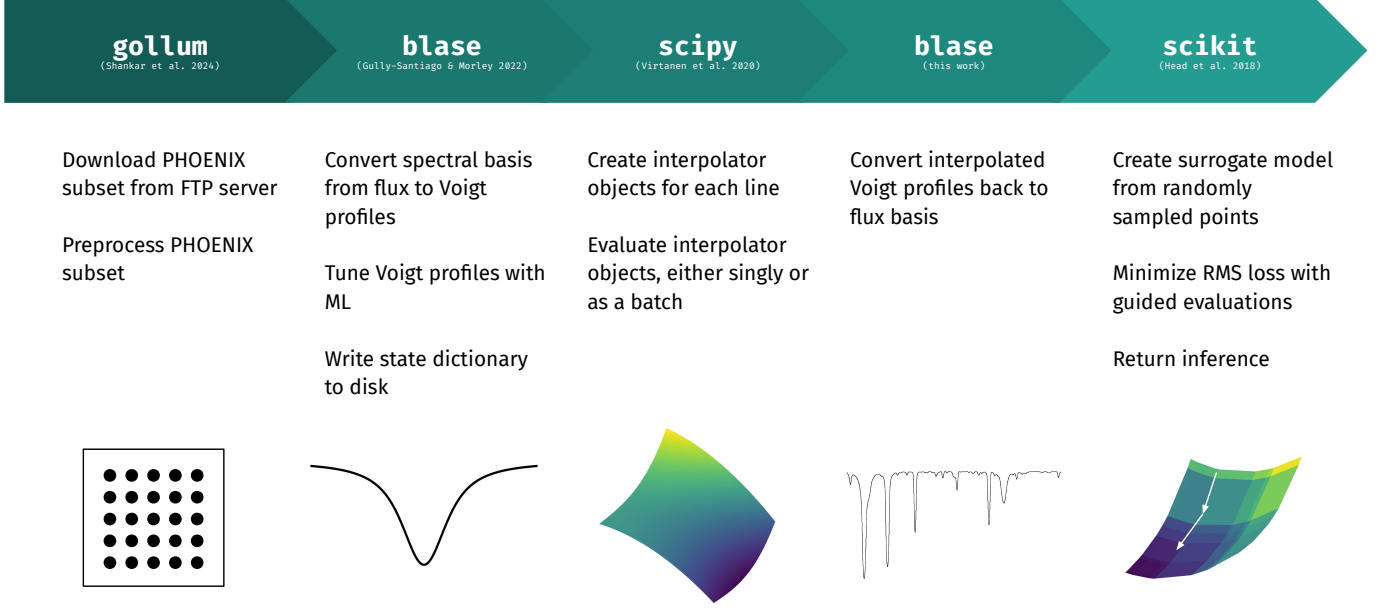 gollum
(Shankar et al. 2024)
blase
(Gully-Santiago & Morley 2022)
scipy
(Virtanen et al. 2020)
blase
(this work)
scikit
(Head et al. 2018)
Download PHOENIX
subset from FTP server
Preprocess PHOENIX
subset
Convert spectral basis
from flux to Voigt
profiles
Tune Voigt profiles with
ML
Write state dictionary
to disk
Create interpolator
objects for each line
Evaluate interpolator
objects, either singly or
as a batch
Convert interpolated
Voigt profiles back to
flux basis
Create surrogate model
from randomly
sampled points
Minimize RMS loss with
guided evaluations
Return inference